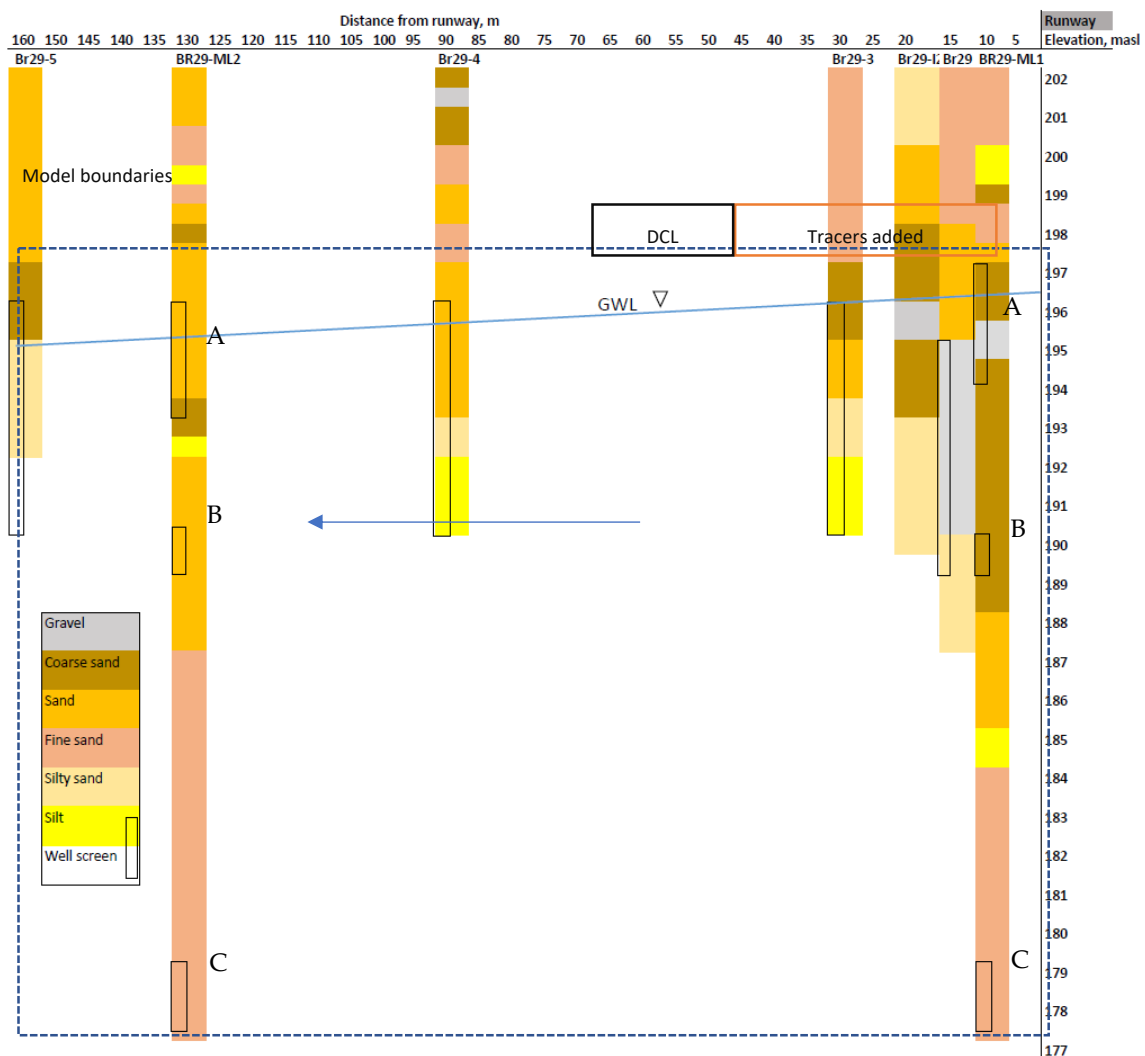 Distance from runway, m
Runway
160 150 145 140 135 130 125 120 115 110 105 100 95 90 85 80 75 70 65 60 55 50 45 40 35 30 25 20 15 10 5
Elevation, masl
Br29-5 BR29-ML2 Br29-4 Br29-3 Br29-I2 Br29 BR29-ML1
202
201
200
Model boundaries
199
198
DCL
Tracers added
197
GWL
A
A
196
195
194
193
192
191
B
B
190
189
188
187
186
185
184
183
182
181
180
179
178
177
Gravel
Coarse sand
Sand
Fine sand
Silty sand
Silt
Well screen
C
C